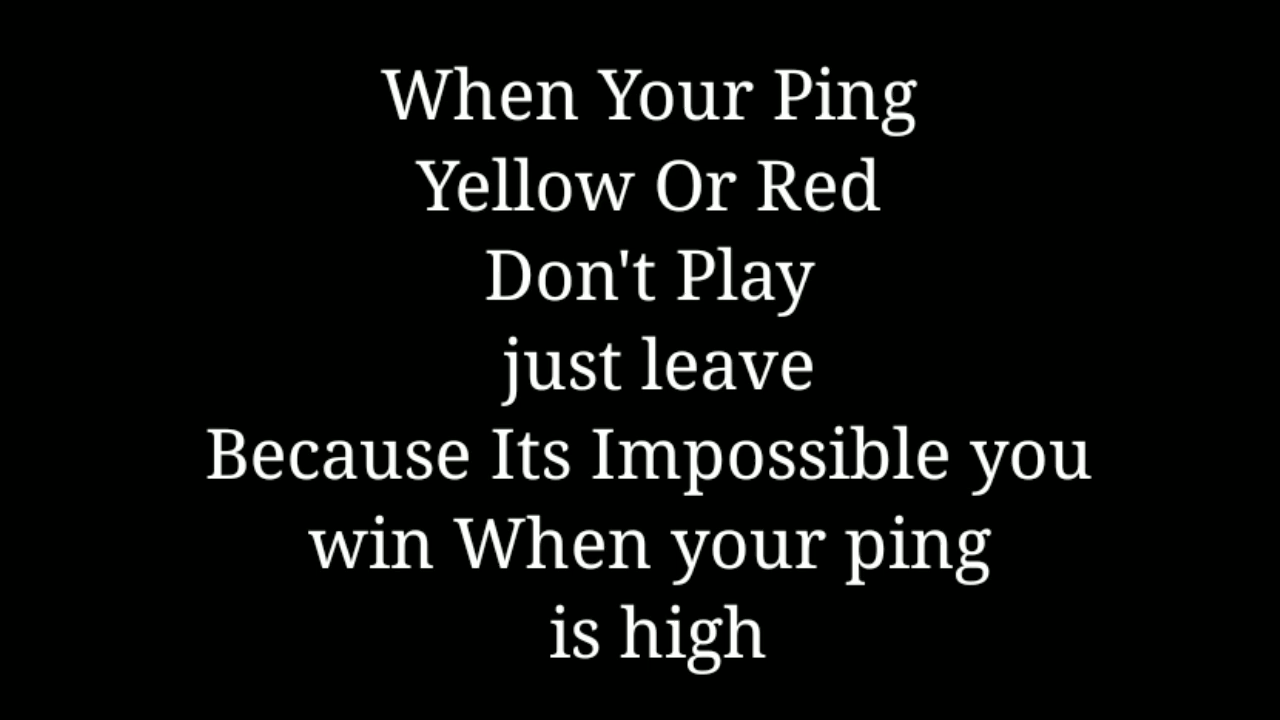 When Your Ping
Yellow Or Red
Don't Play
just leave
Because Its Impossible you
win When your ping
is high